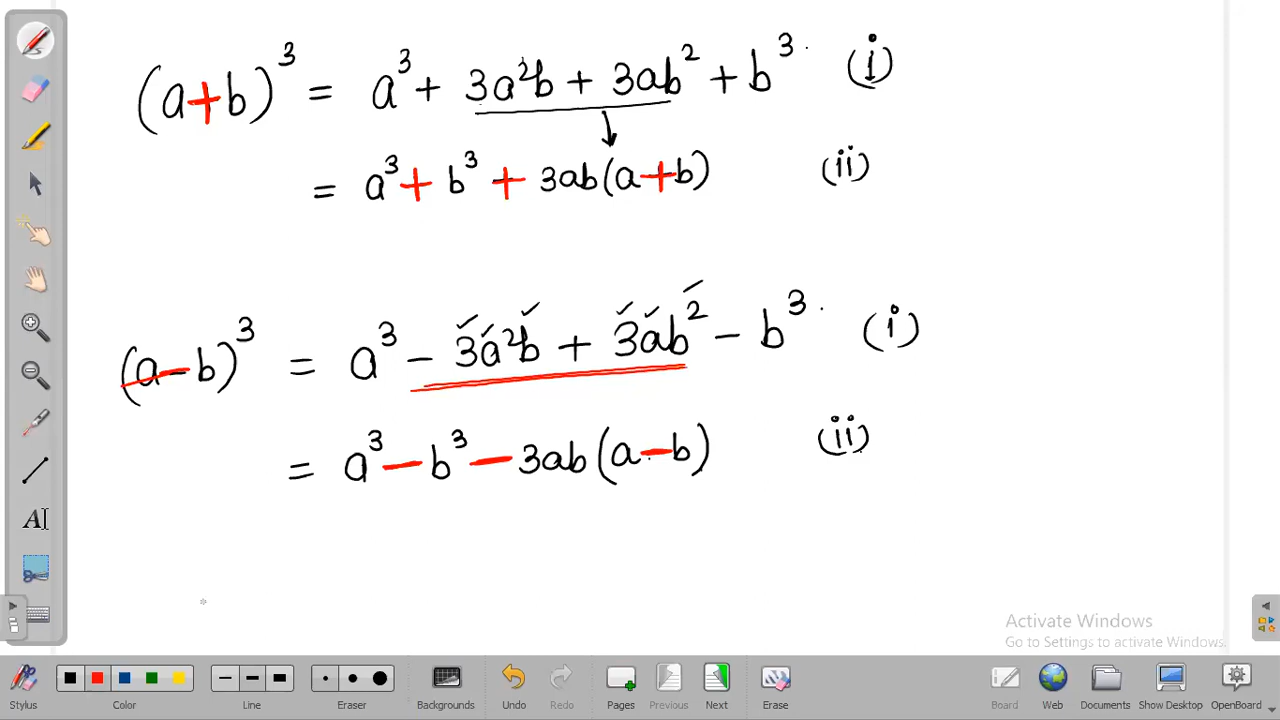 (a+b)³ = a³ + 3a²b + 3ab² + b³ (i)
= a³ + b³ + 3ab(a+b) (ii)
(a-b)³ = a³ - 3a²b + 3ab² - b³ (i)
= a³ - b³ - 3ab(a-b) (ii)
Activate Windows
Go to Settings to activate Windows.
Stylus
Color
Line
Eraser
Backgrounds
Undo
Redo
Pages
Previous
Next
Erase
Board
Web
Documents
Show Desktop
OpenBoard